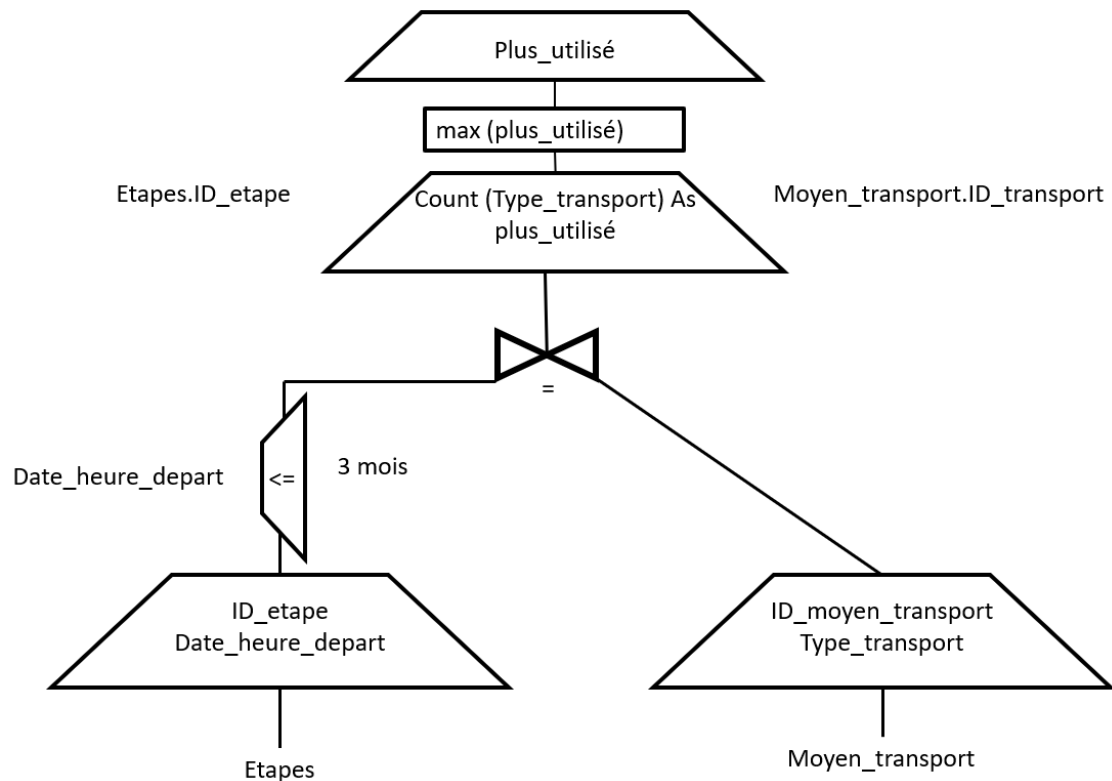 Plus_utilisé
max (plus_utilisé)
Etapes.ID_etape
Count (Type_transport) As
plus_utilisé
Moyen_transport.ID_transport
=
Date_heure_depart
<=
3 mois
ID_etape
Date_heure_depart
ID_moyen_transport
Type_transport
Etapes
Moyen_transport